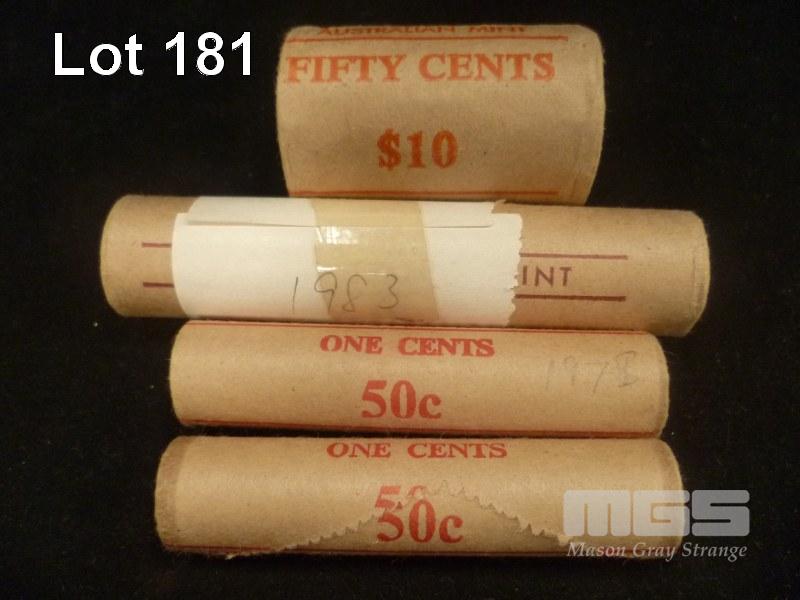 Lot 181
AUSTRALIAN MINT
FIFTY CENTS
$10
INT
1983
ONE CENTS
50c
1978
ONE CENTS
50c
50c
MGS
Mason Gray Strange